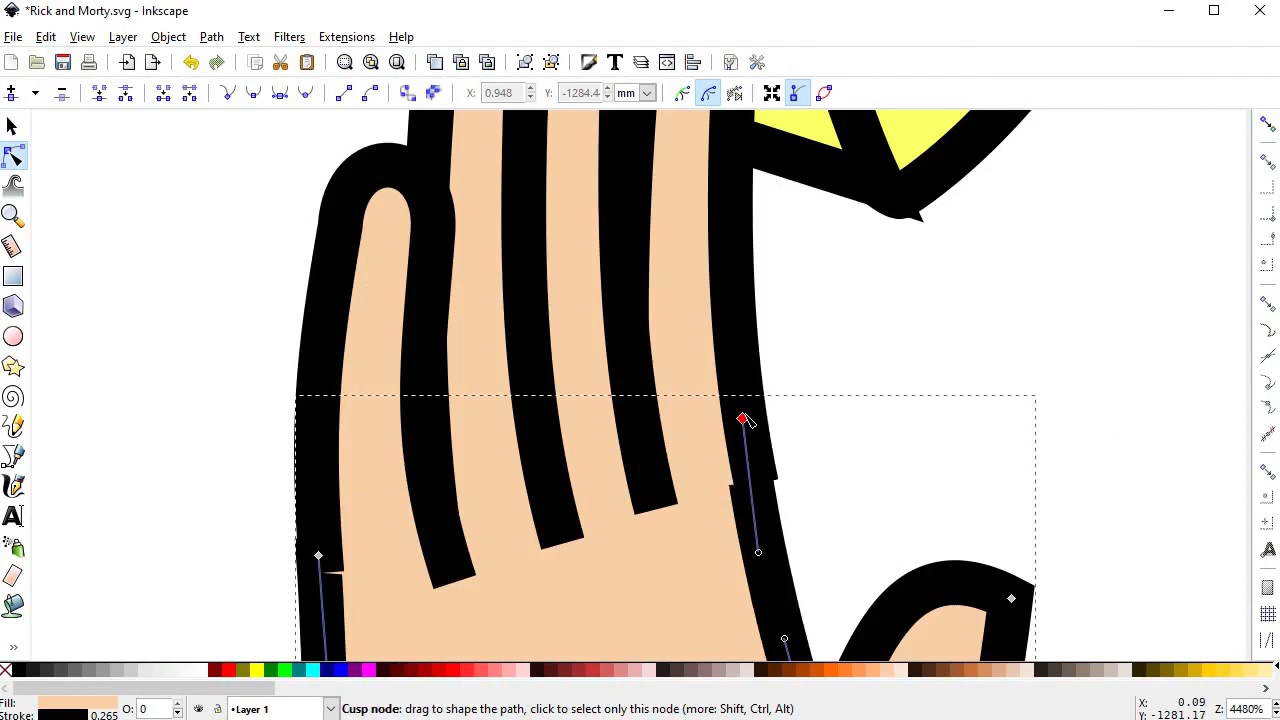 *Rick and Morty.svg - Inkscape
File Edit View Layer Object Path Text Filters Extensions Help
X: 0.948 Y: -1284.4 mm
Fill: O: 0 •Layer 1 Cusp node: drag to shape the path, click to select only this node (more: Shift, Ctrl, Alt) X: 0.09 Z: 4480%
Stroke: 0.265 Y: -1281.17